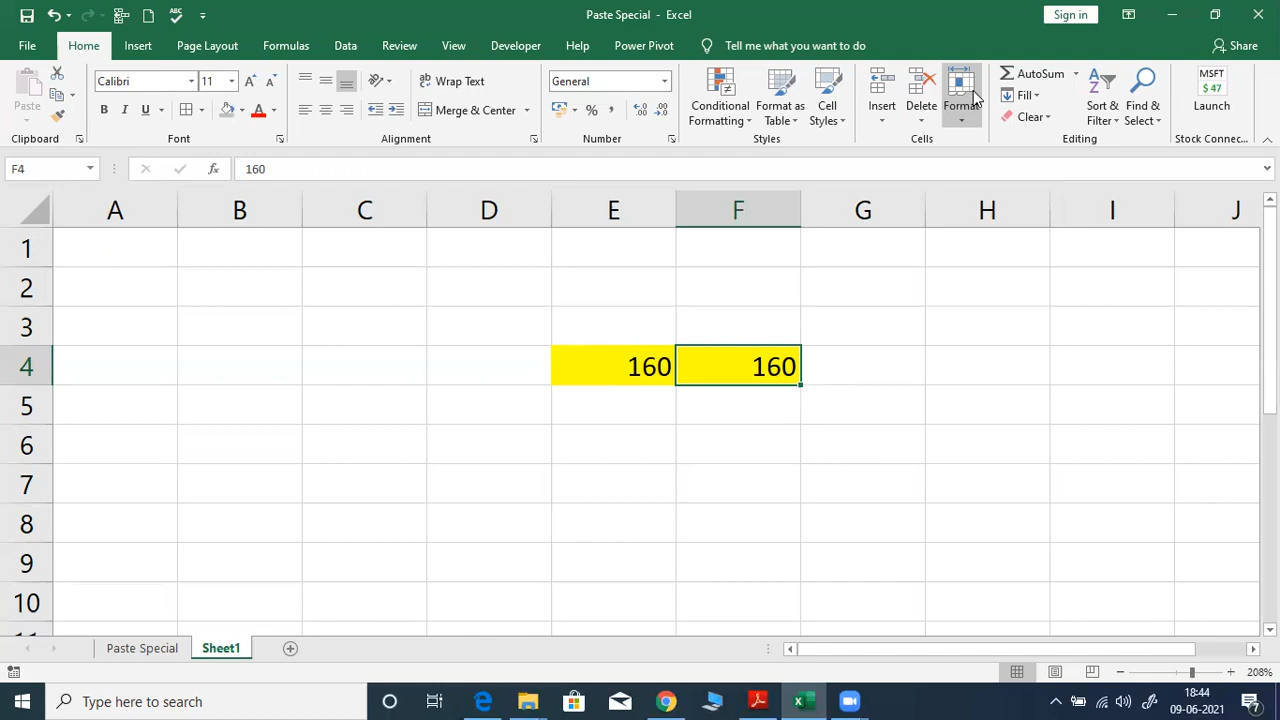 Paste Special - Excel
Sign in
File Home Insert Page Layout Formulas Data Review View Developer Help Power Pivot Tell me what you want to do Share
Paste
Clipboard
Calibri 11 A A
B I U A
Font
ab Wrap Text
Merge & Center
Alignment
General
% ,
Number
Conditional Formatting
Format as Table
Cell Styles
Styles
Insert Delete Format
Cells
AutoSum
Fill
Clear
Sort & Filter
Find & Select
Editing
MSFT $ 47
Launch
Stock Connec...
F4 fx 160
A B C D E F G H I J
1
2
3
4 160 160
5
6
7
8
9
10
Paste Special Sheet1
208%
Type here to search
18:44
09-06-2021
7